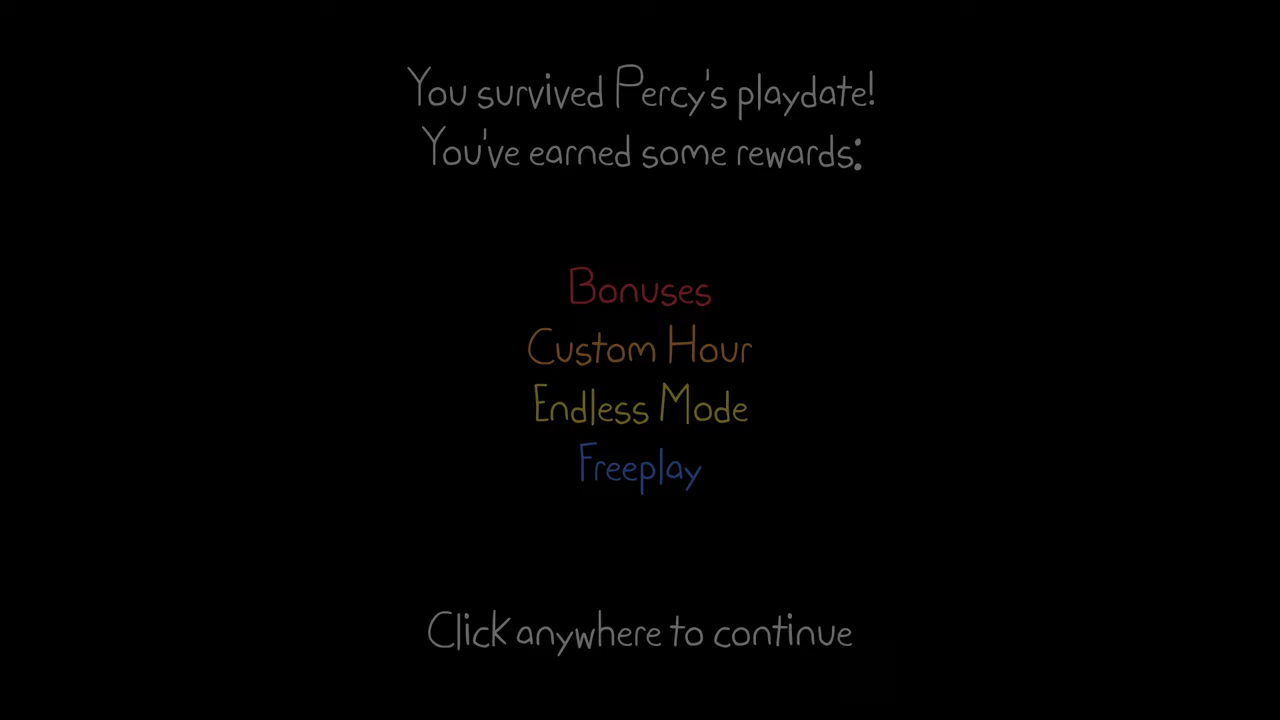 You survived Percy's playdate!
You've earned some rewards:
Bonuses
Custom Hour
Endless Mode
Freeplay
Click anywhere to continue